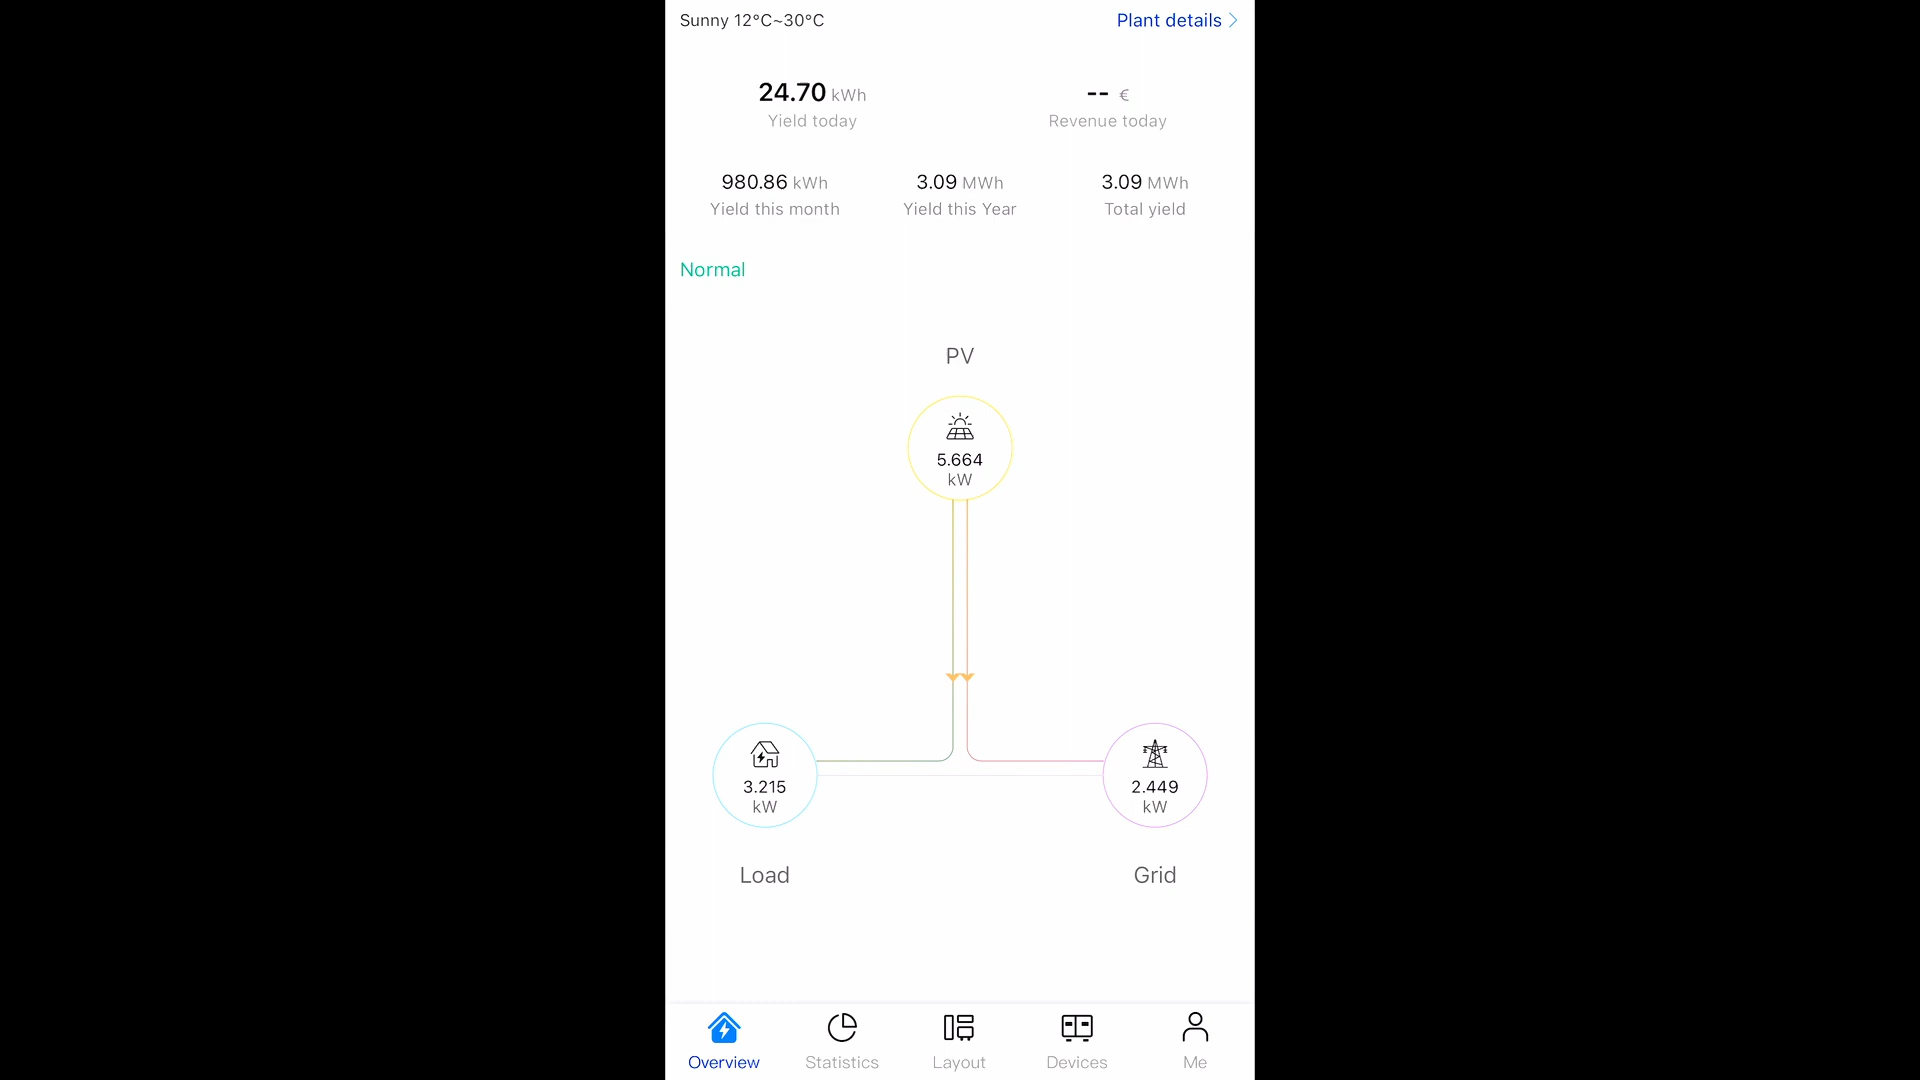 Sunny 12°C~30°C
Plant details
24.70 kWh
Yield today
-- €
Revenue today
980.86 kWh
Yield this month
3.09 MWh
Yield this Year
3.09 MWh
Total yield
Normal
PV
5.664
kW
3.215
kW
Load
2.449
kW
Grid
Overview
Statistics
Layout
Devices
Me